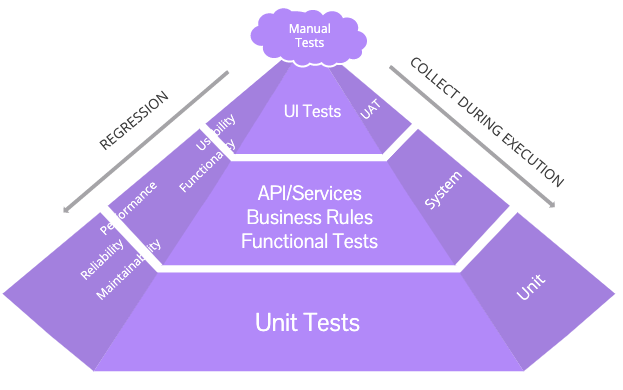 Manual
Tests
REGRESSION
COLLECT DURING EXECUTION
Usability
Functionality
UI Tests
UAT
Performance
Reliability
Maintainability
API/Services
Business Rules
Functional Tests
System
Unit Tests
Unit